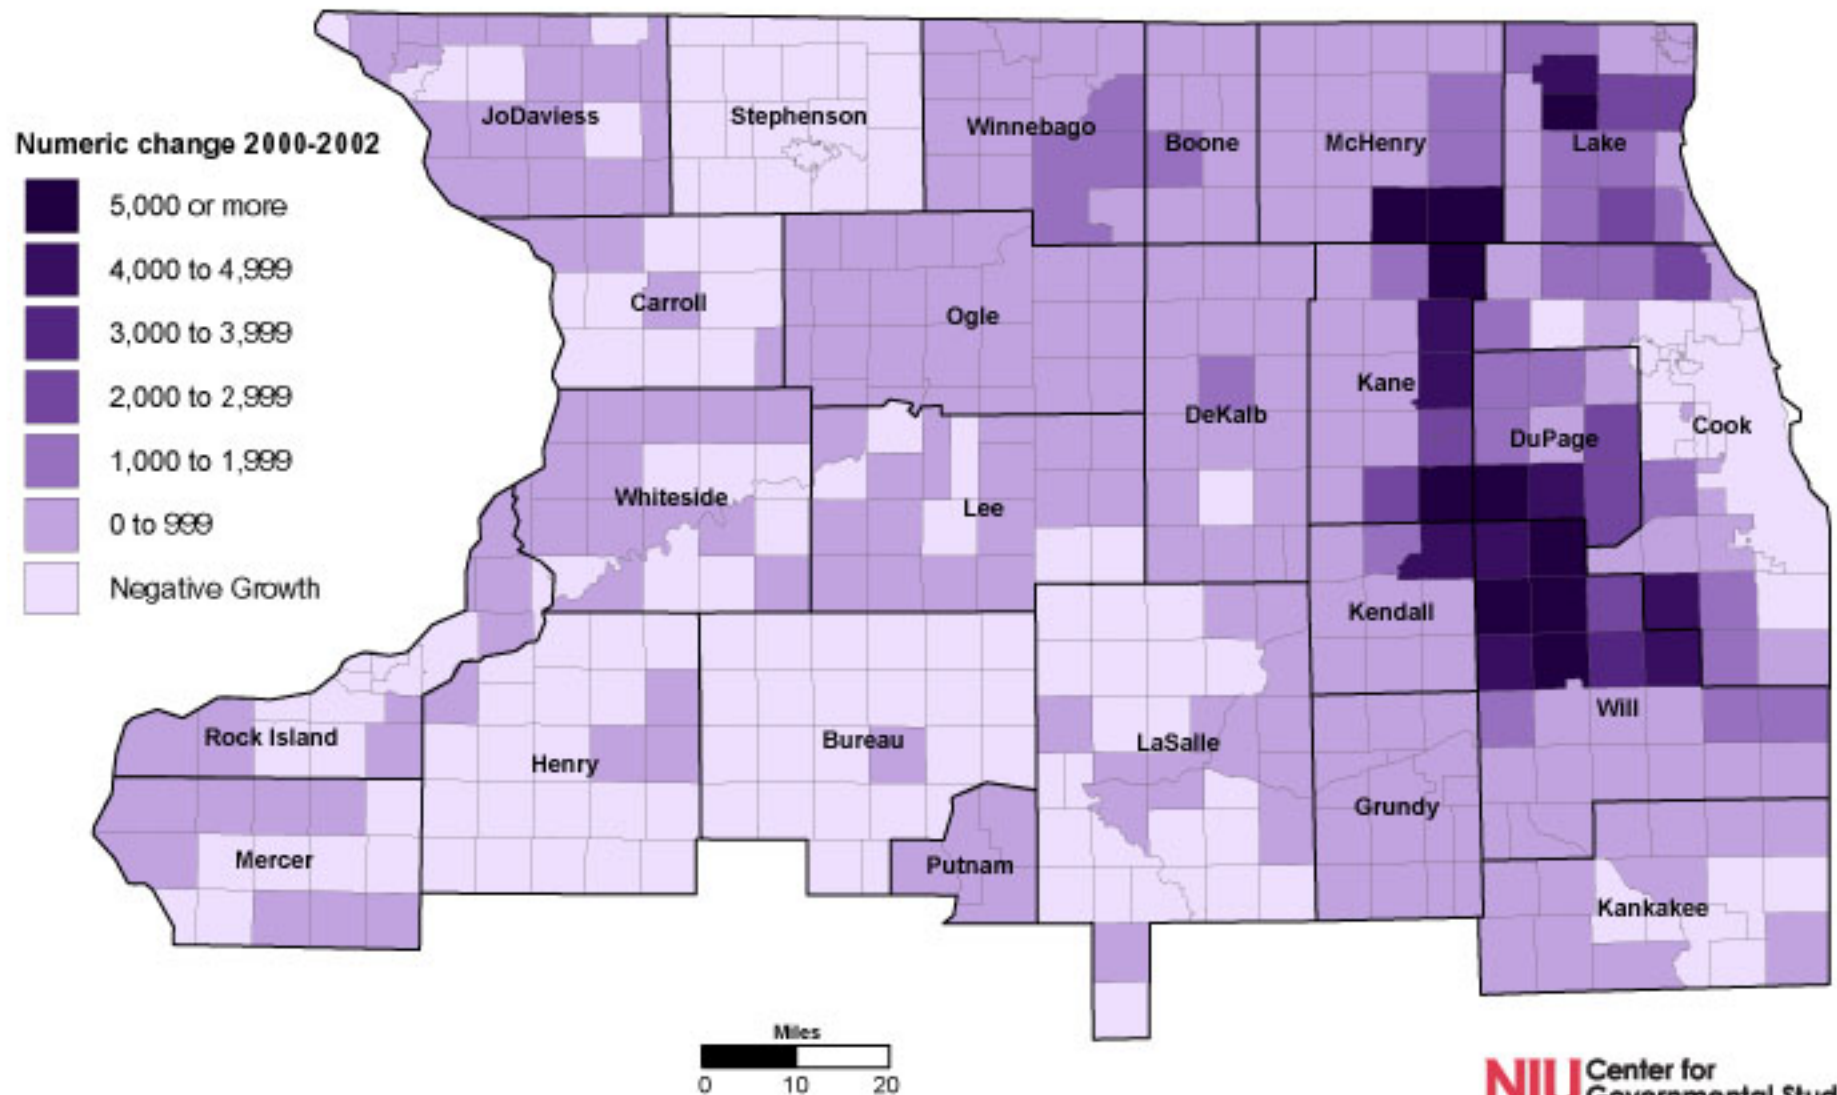 Numeric change 2000-2002
5,000 or more
4,000 to 4,999
3,000 to 3,999
2,000 to 2,999
1,000 to 1,999
0 to 999
Negative Growth
JoDaviess
Stephenson
Winnebago
Boone
McHenry
Lake
Carroll
Ogle
Kane
DeKalb
DuPage
Cook
Whiteside
Lee
Kendall
Will
Rock Island
Henry
Bureau
LaSalle
Grundy
Mercer
Putnam
Kankakee
Miles
0 10 20
NIU Center for
Governmental Stud